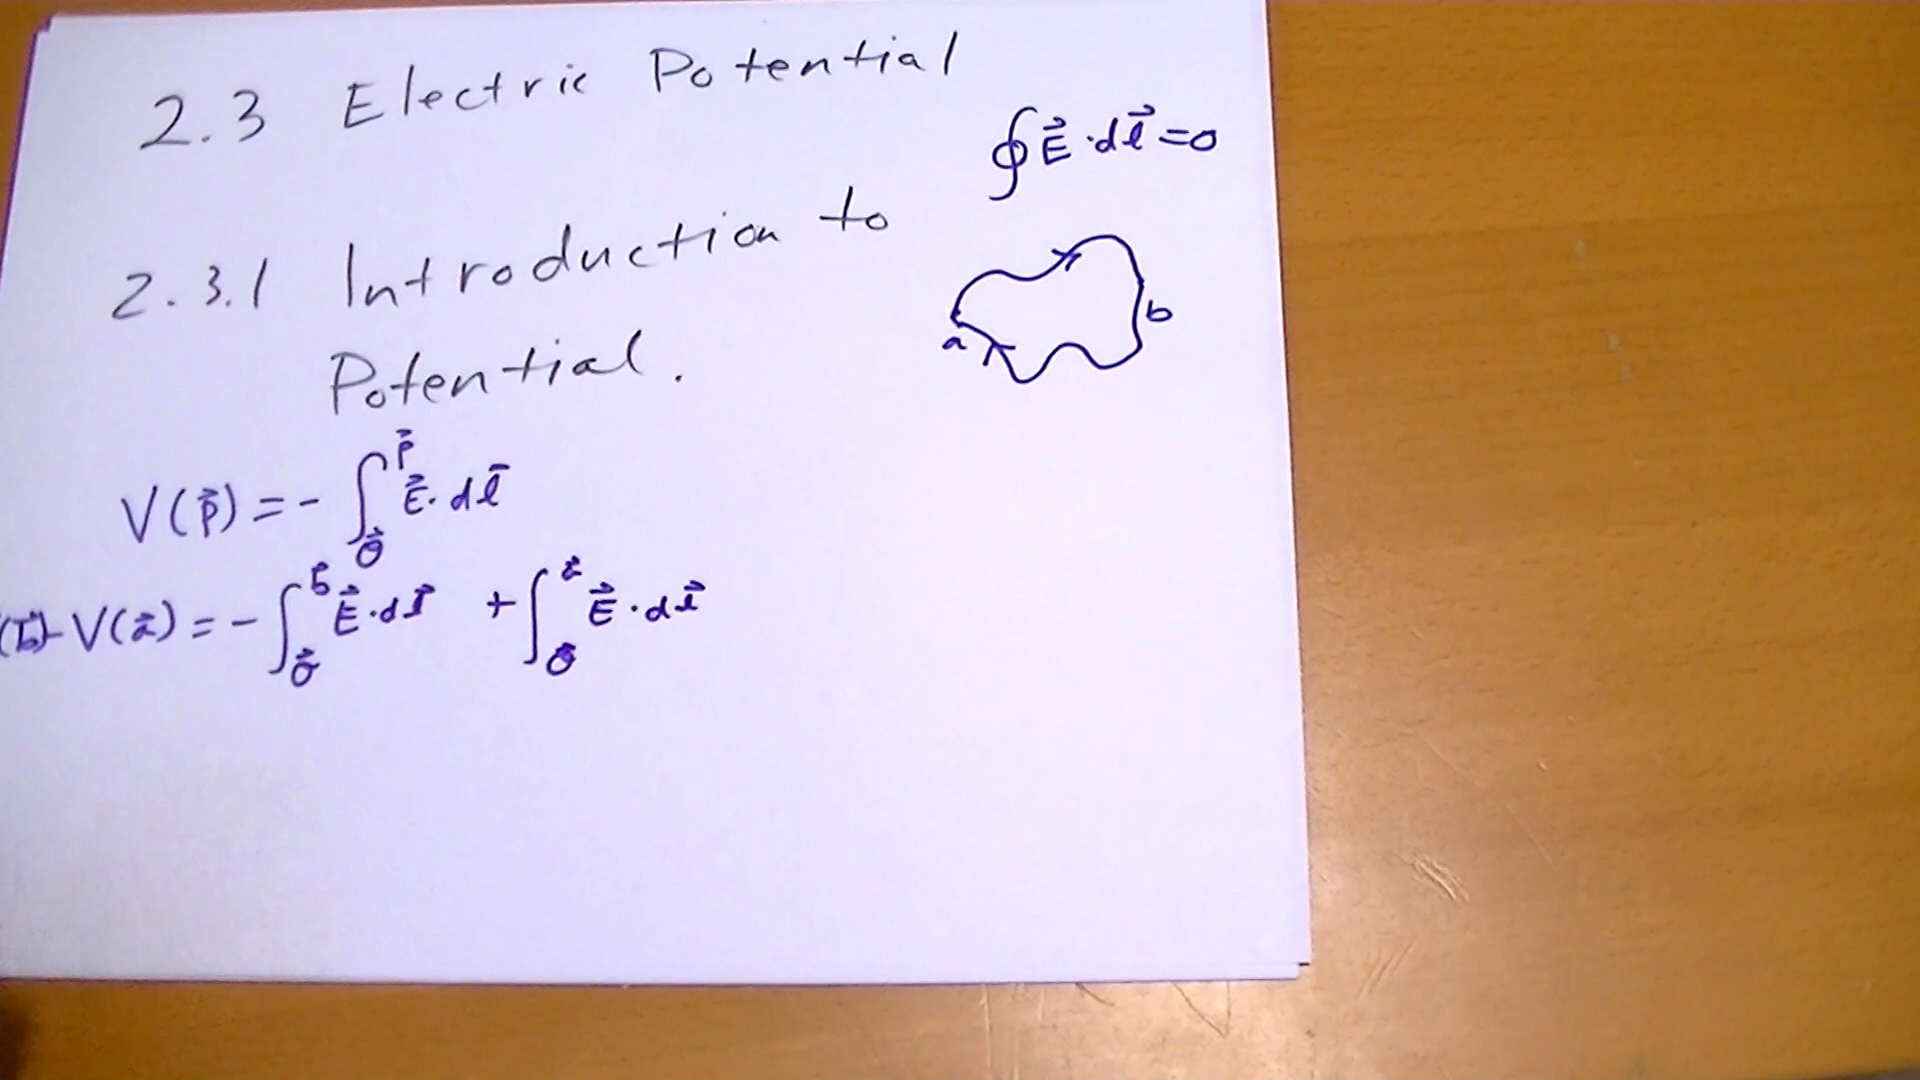 2.3 Electric Potential
∮E⃗·dl⃗=0
2.3.1 Introduction to
Potential.
a
b
V(p⃗) = - ∫_O⃗^p⃗ E⃗·dl⃗
(b⃗)-V(a⃗) = - ∫_O⃗^b⃗ E⃗·dl⃗ + ∫_O⃗^a⃗ E⃗·dl⃗